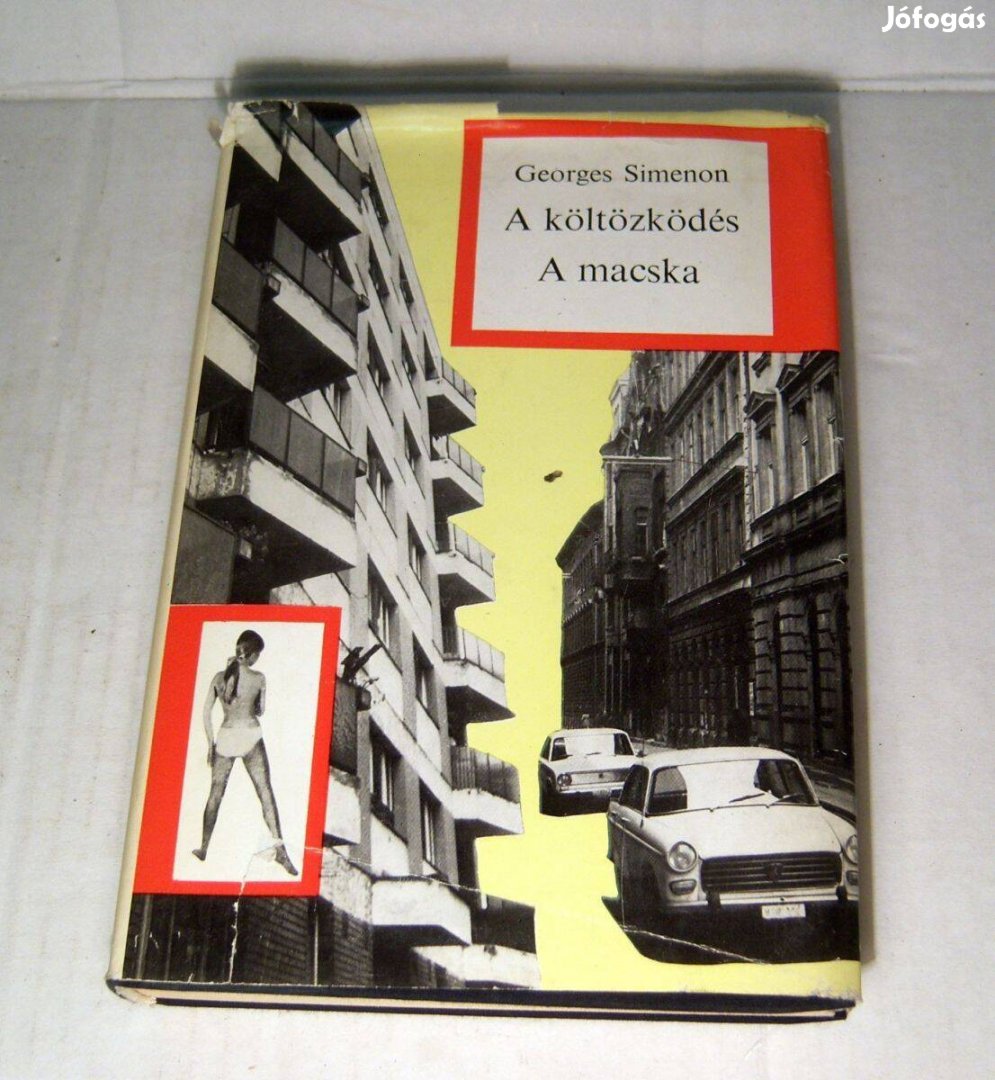 Jófogás
Georges Simenon
A költözködés
A macska